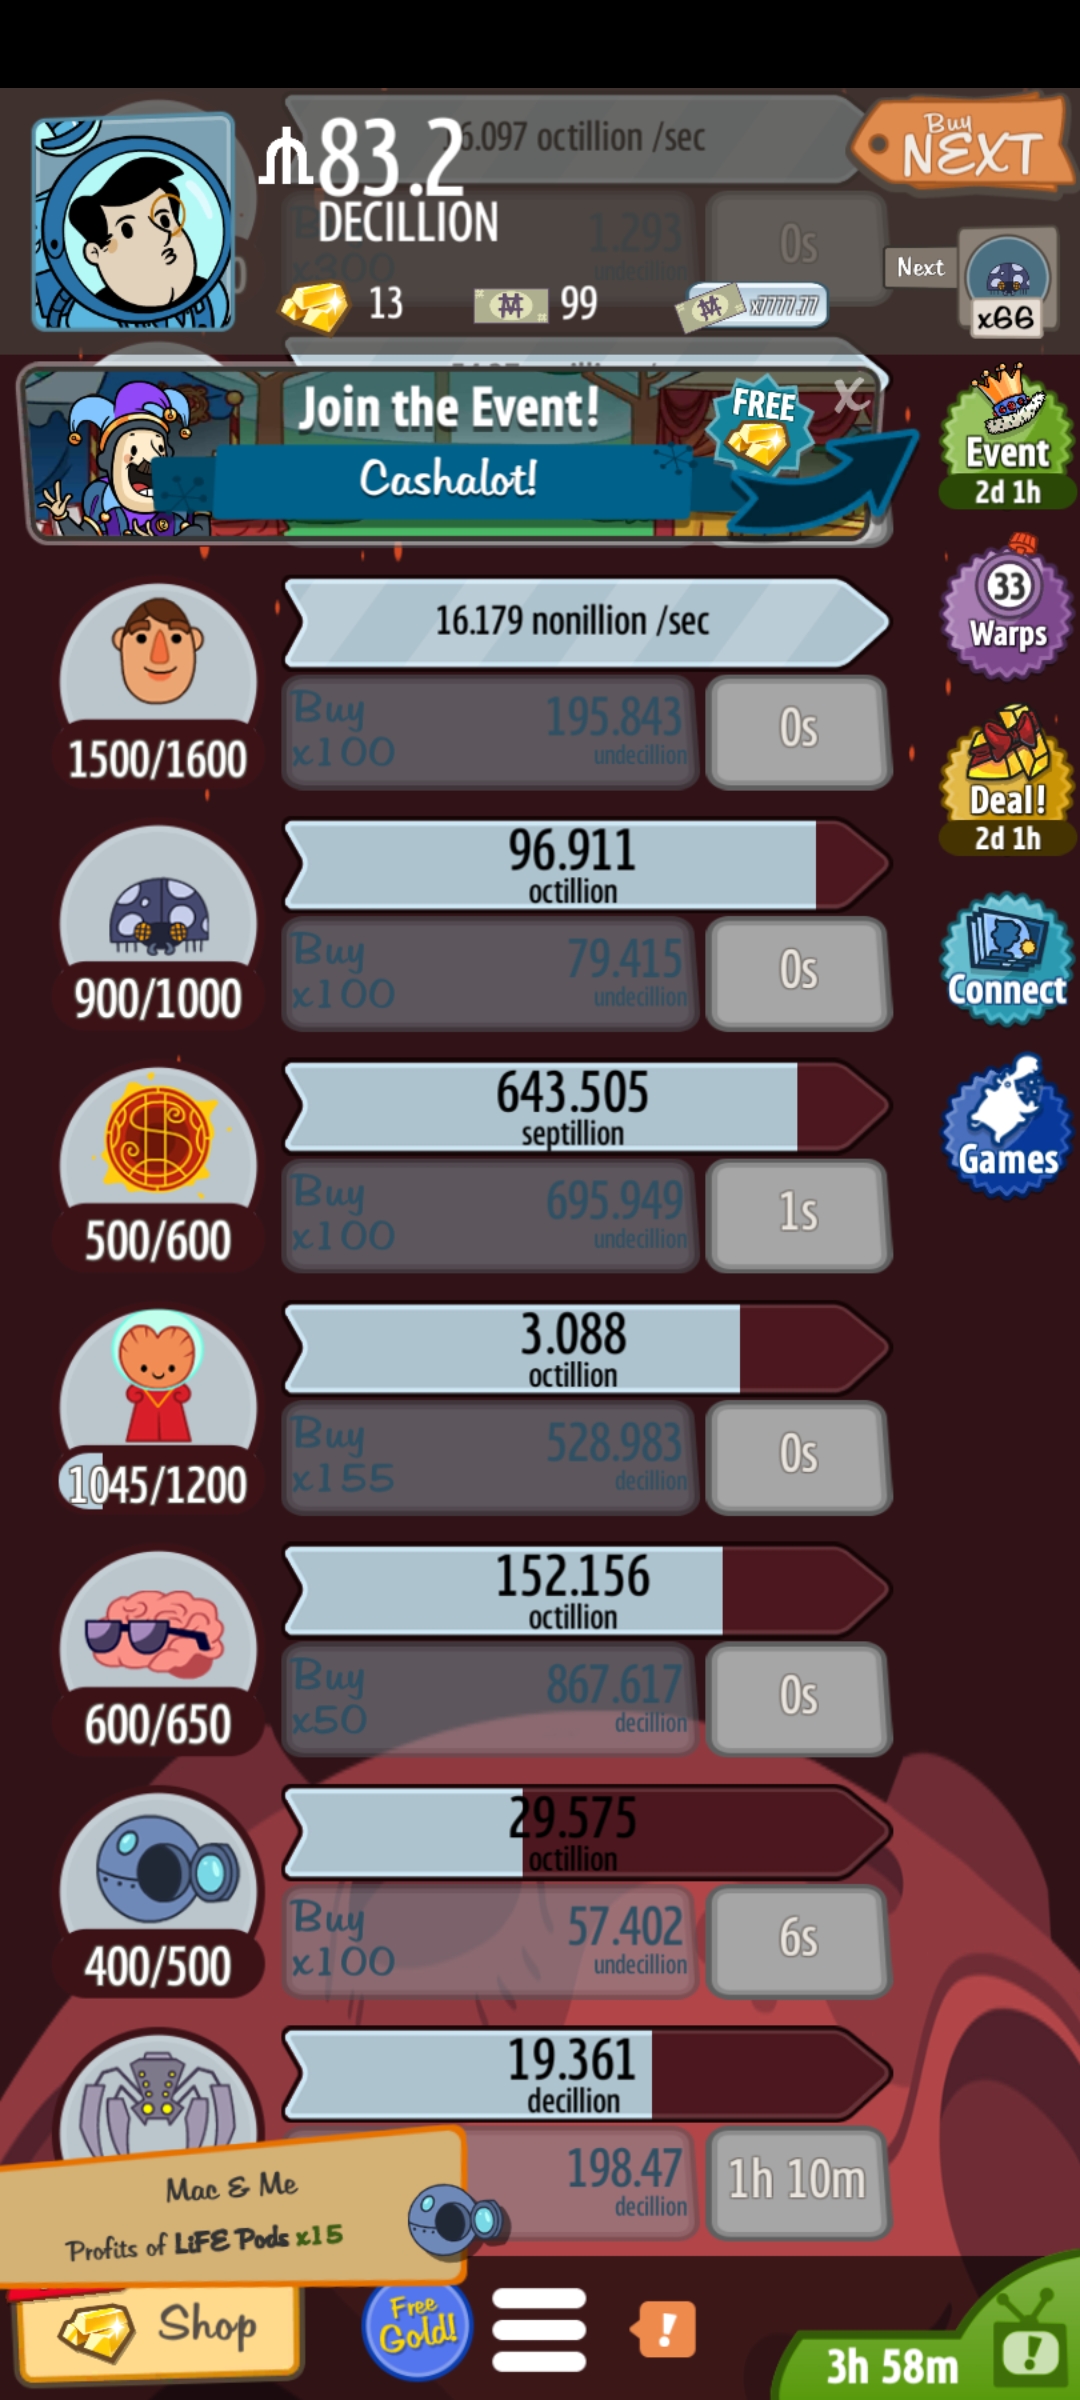 6.097 octillion /sec
83.2
DECILLION
Buy
NEXT
x300
1.293
undecillion
0s
13
99
x7777.77
Next
x66
Join the Event!
FREE
X
Cashalot!
Event
2d 1h
16.179 nonillion /sec
33
Warps
Buy
x100
195.843
undecillion
0s
1500/1600
Deal!
2d 1h
96.911
octillion
Buy
x100
79.415
undecillion
0s
900/1000
Connect
643.505
septillion
Games
Buy
x100
695.949
undecillion
1s
500/600
3.088
octillion
Buy
x155
528.983
decillion
0s
1045/1200
152.156
octillion
Buy
x50
867.617
decillion
0s
600/650
29.575
octillion
Buy
x100
57.402
undecillion
6s
400/500
19.361
decillion
198.47
decillion
1h 10m
Mac & Me
Profits of LiFE Pods x15
Shop
Free
Gold!
!
3h 58m
!